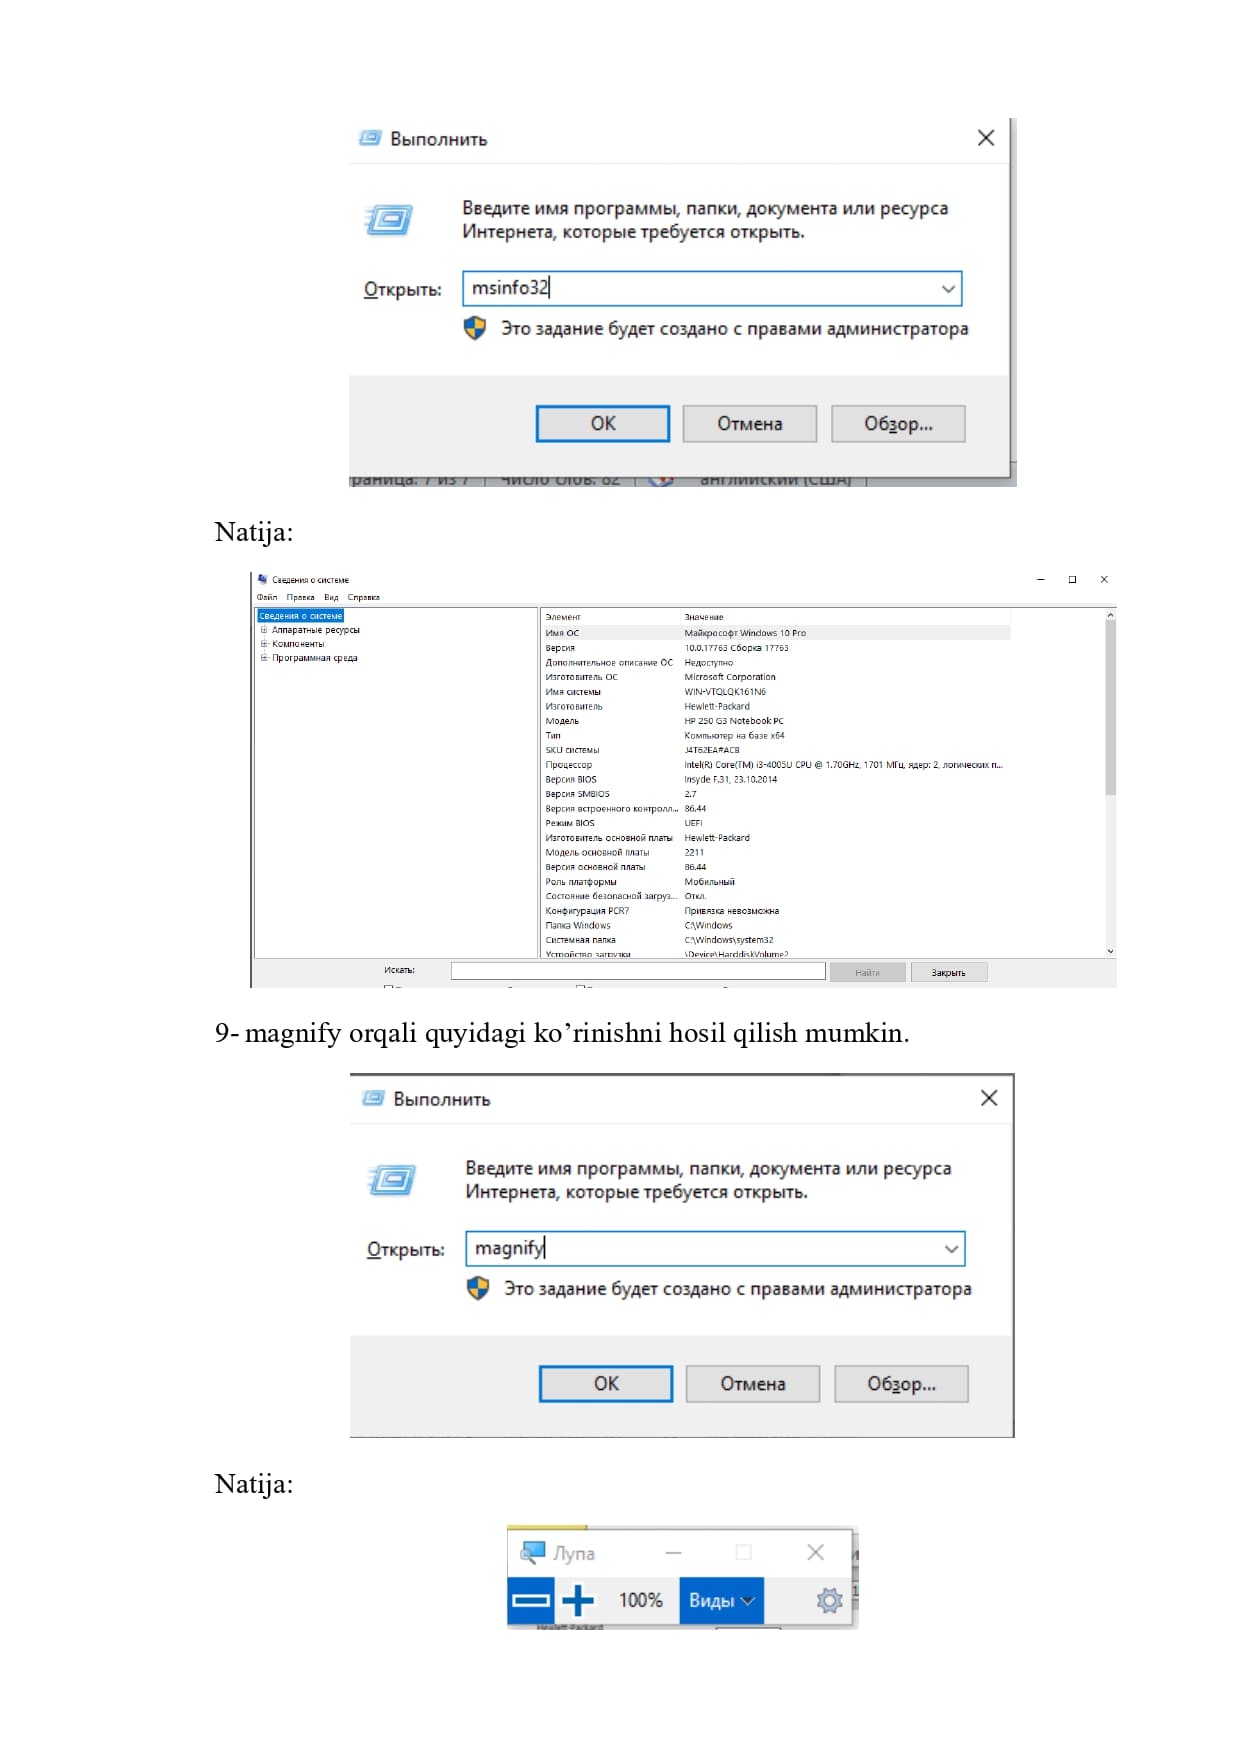 Выполнить
Введите имя программы, папки, документа или ресурса
Интернета, которые требуется открыть.
Открыть: msinfo32
Это задание будет создано с правами администратора
ОК Отмена Обзор...
раница: 7 из 7 Число слов: 82 английский (США)
Natija:
Сведения о системе
Файл Правка Вид Справка
Сведения о системе
Аппаратные ресурсы
Компоненты
Программная среда
Элемент Значение
Имя ОС Майкрософт Windows 10 Pro
Версия 10.0.17763 Сборка 17763
Дополнительное описание ОС Недоступно
Изготовитель ОС Microsoft Corporation
Имя системы WIN-VTQLQK161N6
Изготовитель Hewlett-Packard
Модель HP 250 G3 Notebook PC
Тип Компьютер на базе x64
SKU системы J4T62EA#ACB
Процессор Intel(R) Core(TM) i3-4005U CPU @ 1.70GHz, 1701 МГц, ядер: 2, логических п...
Версия BIOS Insyde F.31, 23.10.2014
Версия SMBIOS 2.7
Версия встроенного контролл... 86.44
Режим BIOS UEFI
Изготовитель основной платы Hewlett-Packard
Модель основной платы 2211
Версия основной платы 86.44
Роль платформы Мобильный
Состояние безопасной загруз... Откл.
Конфигурация PCR7 Привязка невозможна
Папка Windows C:\Windows
Системная папка C:\Windows\system32
Устройство загрузки \Device\HarddiskVolume2
Искать: Найти Закрыть
9- magnify orqali quyidagi ko’rinishni hosil qilish mumkin.
Выполнить
Введите имя программы, папки, документа или ресурса
Интернета, которые требуется открыть.
Открыть: magnify
Это задание будет создано с правами администратора
ОК Отмена Обзор...
Natija:
Лупа
100% Виды
Hewlett-Packard